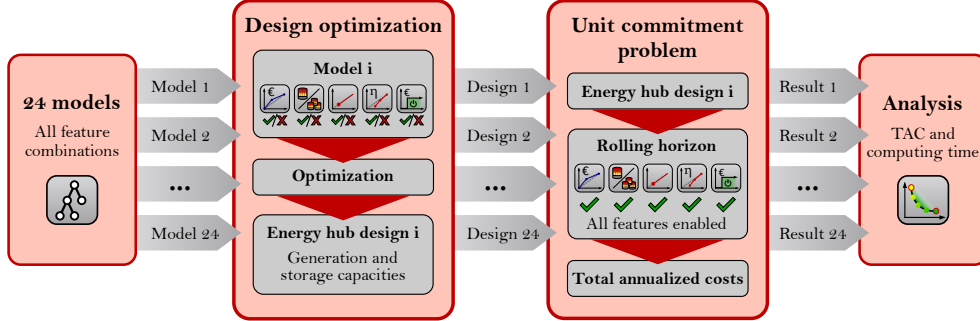 24 models
All feature
combinations
Model 1
Model 2
...
Model 24
Design optimization
Model i
€
η
€
✓/✗ ✓/✗ ✓/✗ ✓/✗ ✓/✗
Optimization
Energy hub design i
Generation and
storage capacities
Design 1
Design 2
...
Design 24
Unit commitment
problem
Energy hub design i
Rolling horizon
€
η
€
✓ ✓ ✓ ✓ ✓
All features enabled
Total annualized costs
Result 1
Result 2
...
Result 24
Analysis
TAC and
computing time